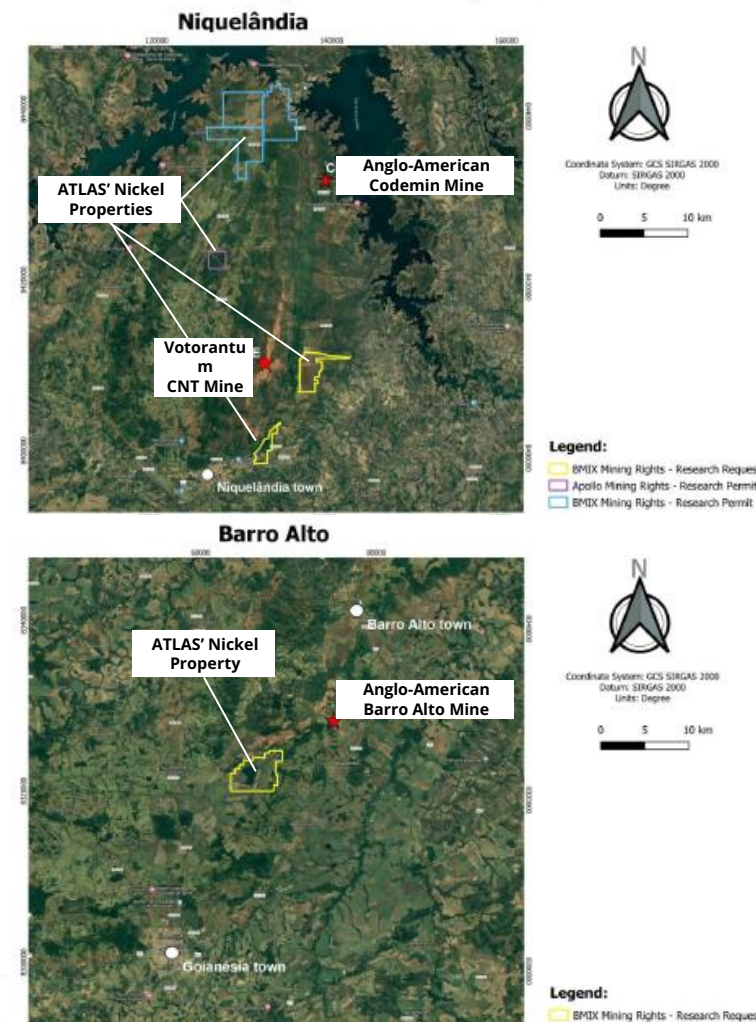 Niquelândia
120000
140000
160000
N
Coordinate System: GCS SIRGAS 2000
Datum: SIRGAS 2000
Units: Degree
0 5 10 km
Anglo-American
Codemin Mine
ATLAS' Nickel
Properties
Votorantu
m
CNT Mine
Niquelândia town
Legend:
BMIX Mining Rights - Research Reques
Apollo Mining Rights - Research Permit
BMIX Mining Rights - Research Permit
Barro Alto
60000
80000
N
Coordinate System: GCS SIRGAS 2000
Datum: SIRGAS 2000
Units: Degree
0 5 10 km
Barro Alto town
ATLAS' Nickel
Property
Anglo-American
Barro Alto Mine
Goianésia town
Legend:
BMIX Mining Rights - Research Reques